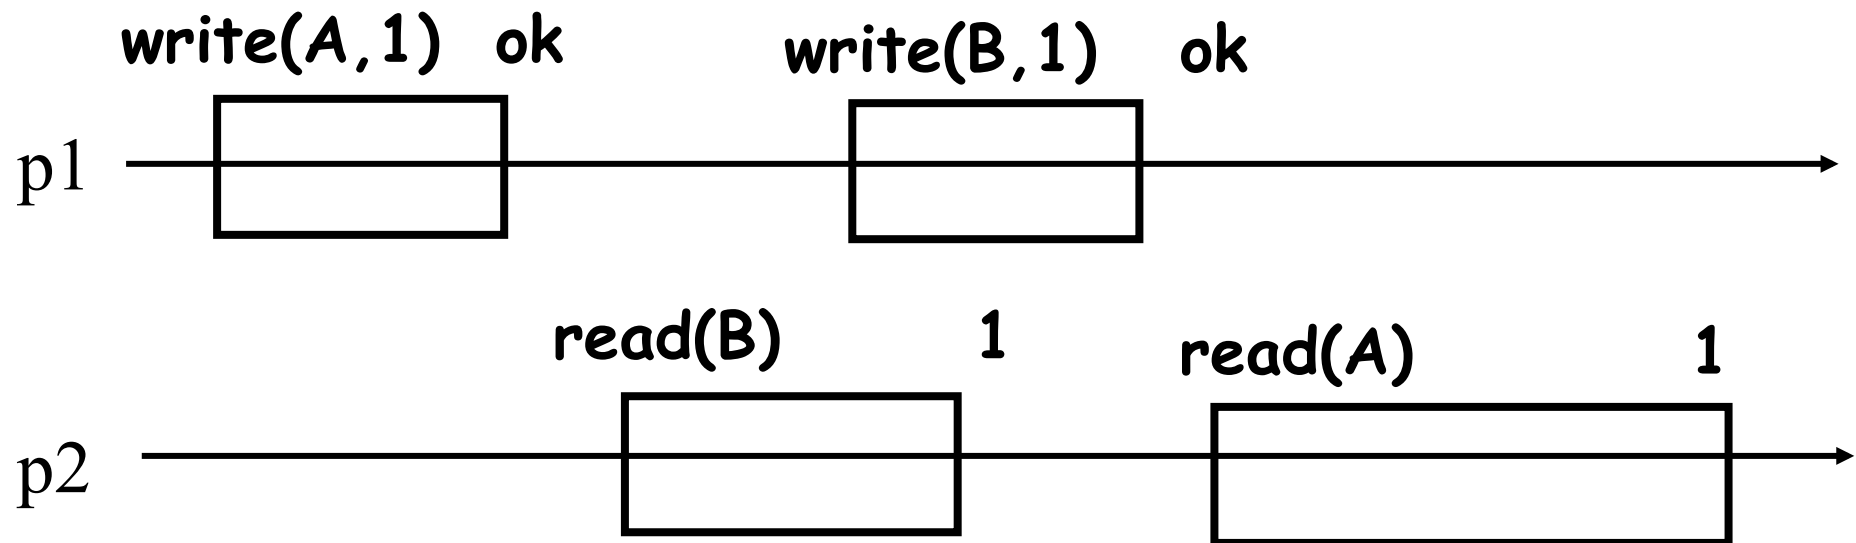 write(A,1) ok write(B,1) ok
p1
read(B) 1 read(A) 1
p2